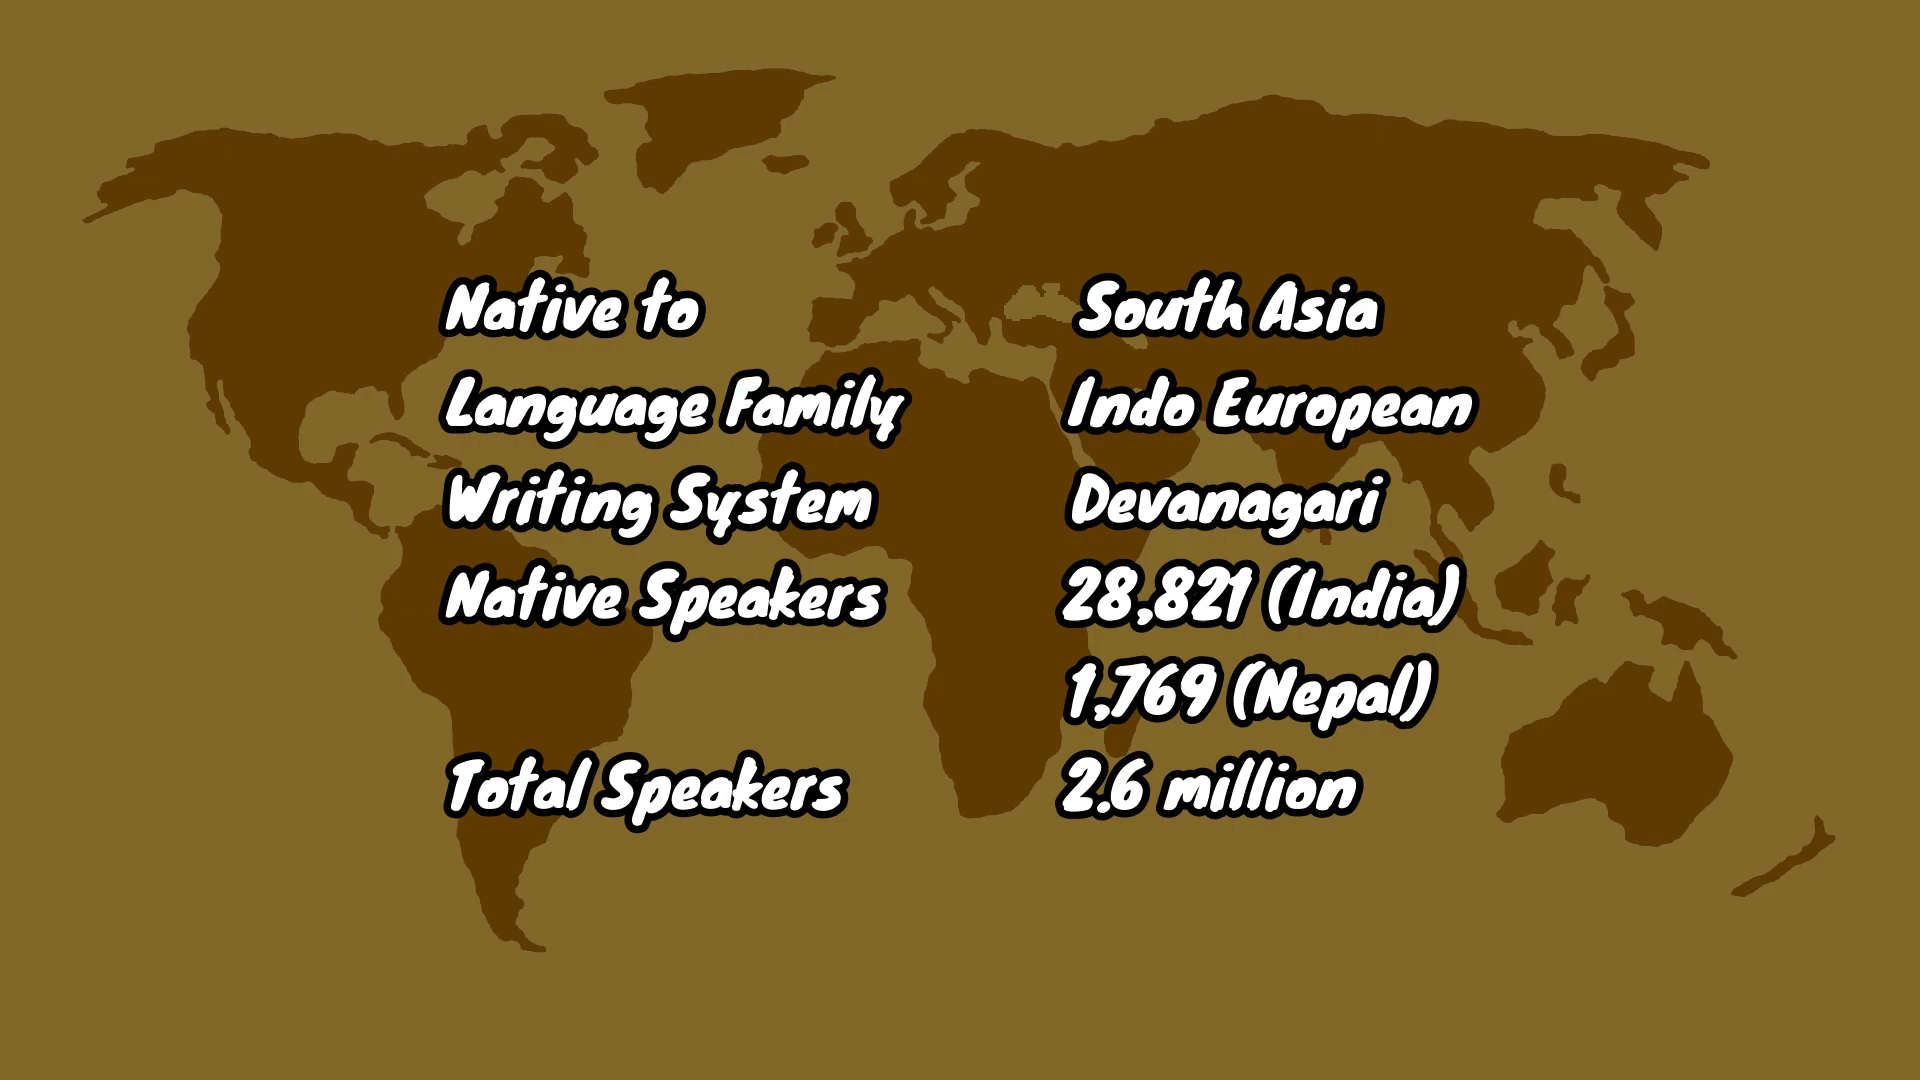 Native to South Asia
Language Family Indo European
Writing System Devanagari
Native Speakers 28,821 (India)
1,769 (Nepal)
Total Speakers 2.6 million